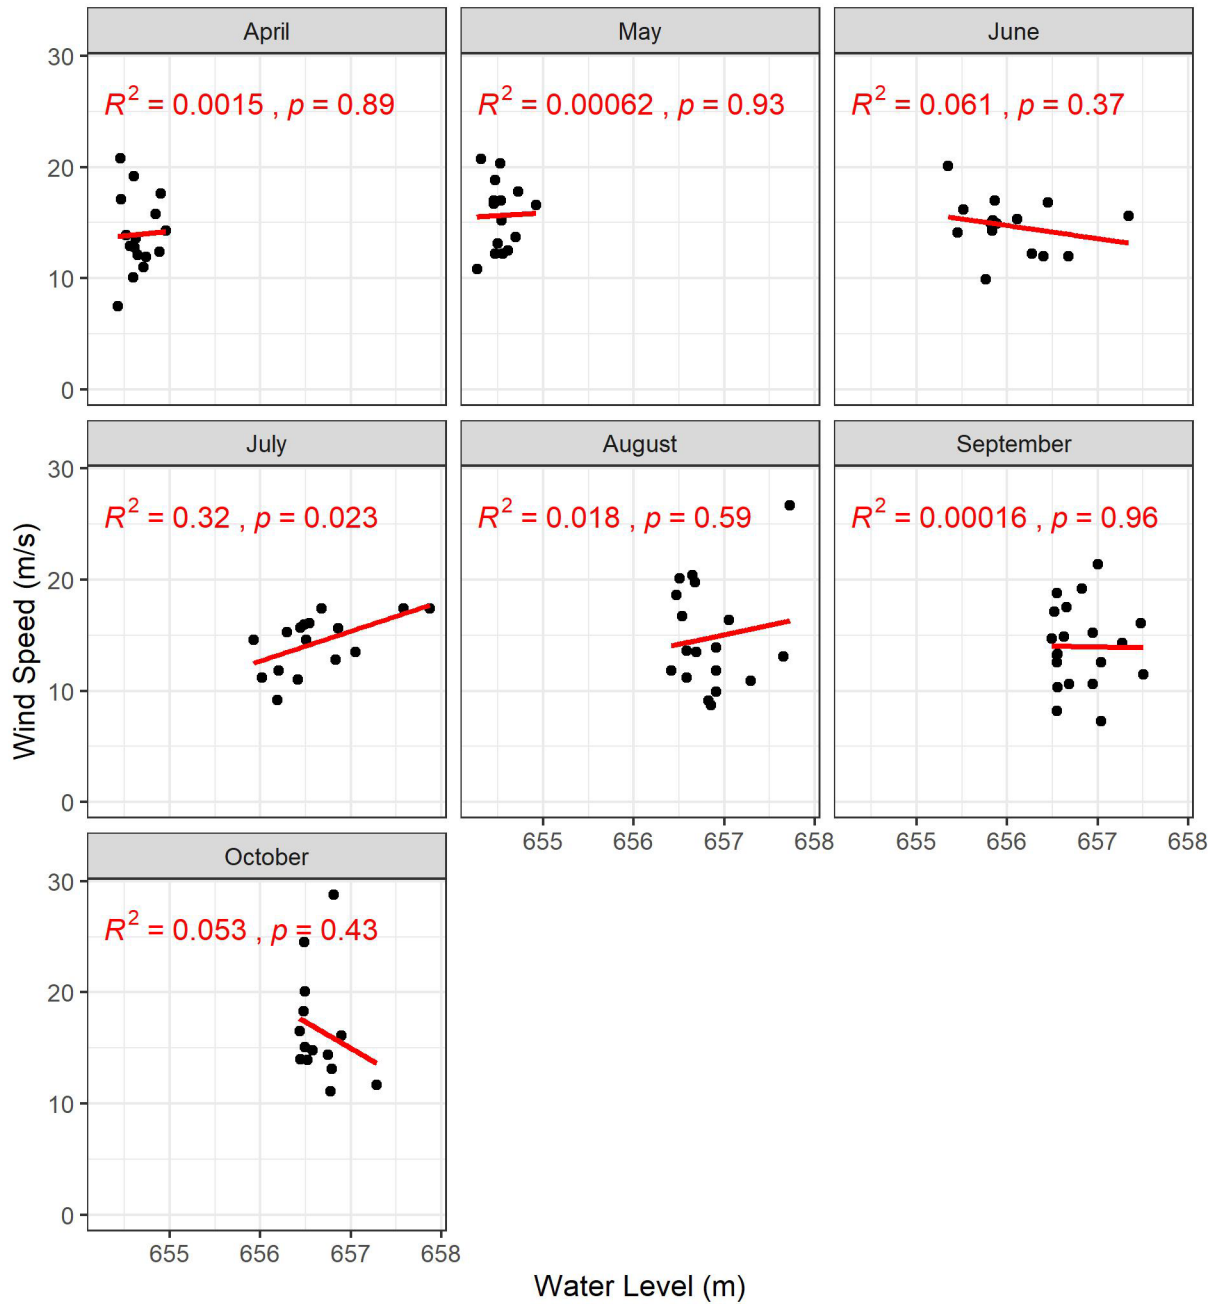 April May June
30
R² = 0.0015 , p = 0.89 R² = 0.00062 , p = 0.93 R² = 0.061 , p = 0.37
20
10
0
July August September
30
R² = 0.32 , p = 0.023 R² = 0.018 , p = 0.59 R² = 0.00016 , p = 0.96
20
10
0
655 656 657 658 655 656 657 658
October
30
R² = 0.053 , p = 0.43
20
10
0
655 656 657 658
Wind Speed (m/s)
Water Level (m)